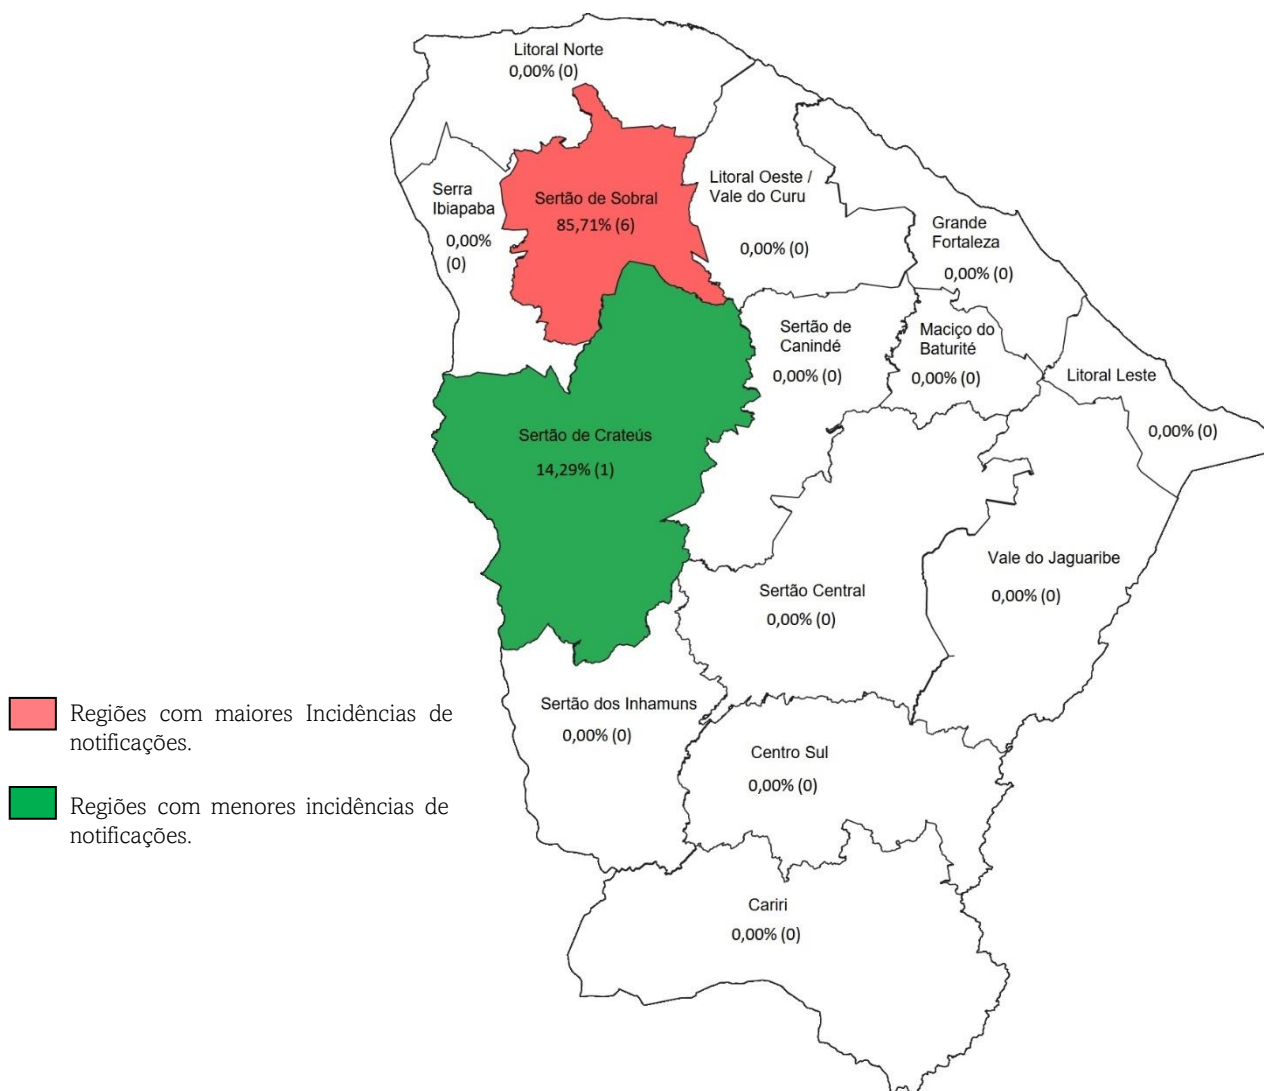 Litoral Norte
0,00% (0)
Serra
Ibiapaba
0,00%
(0)
Sertão de Sobral
85,71% (6)
Litoral Oeste /
Vale do Curu
0,00% (0)
Grande
Fortaleza
0,00% (0)
Sertão de
Canindé
0,00% (0)
Maciço do
Baturité
0,00% (0)
Litoral Leste
0,00% (0)
Sertão de Crateús
14,29% (1)
Vale do Jaguaribe
0,00% (0)
Sertão Central
0,00% (0)
Sertão dos Inhamuns
0,00% (0)
Centro Sul
0,00% (0)
Cariri
0,00% (0)
Regiões com maiores Incidências de
notificações.
Regiões com menores incidências de
notificações.